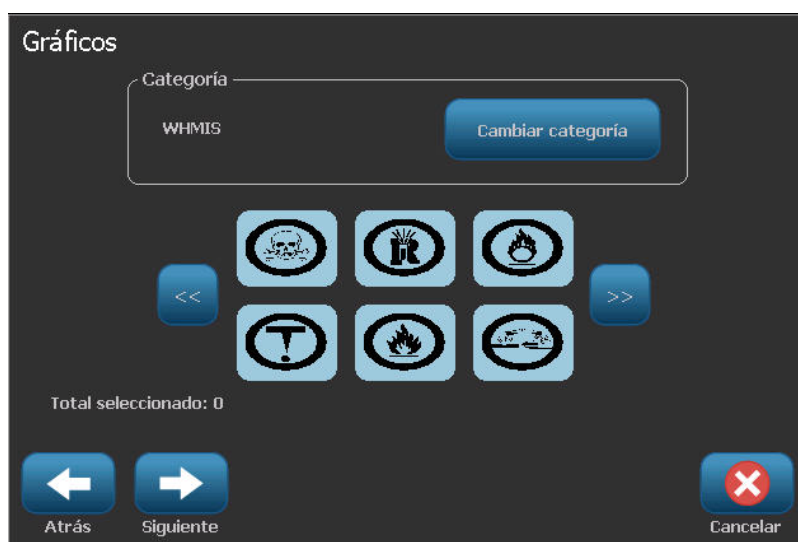 Gráficos
Categoría
WHMIS
Cambiar categoría
<<
>>
Total seleccionado: 0
Atrás
Siguiente
Cancelar